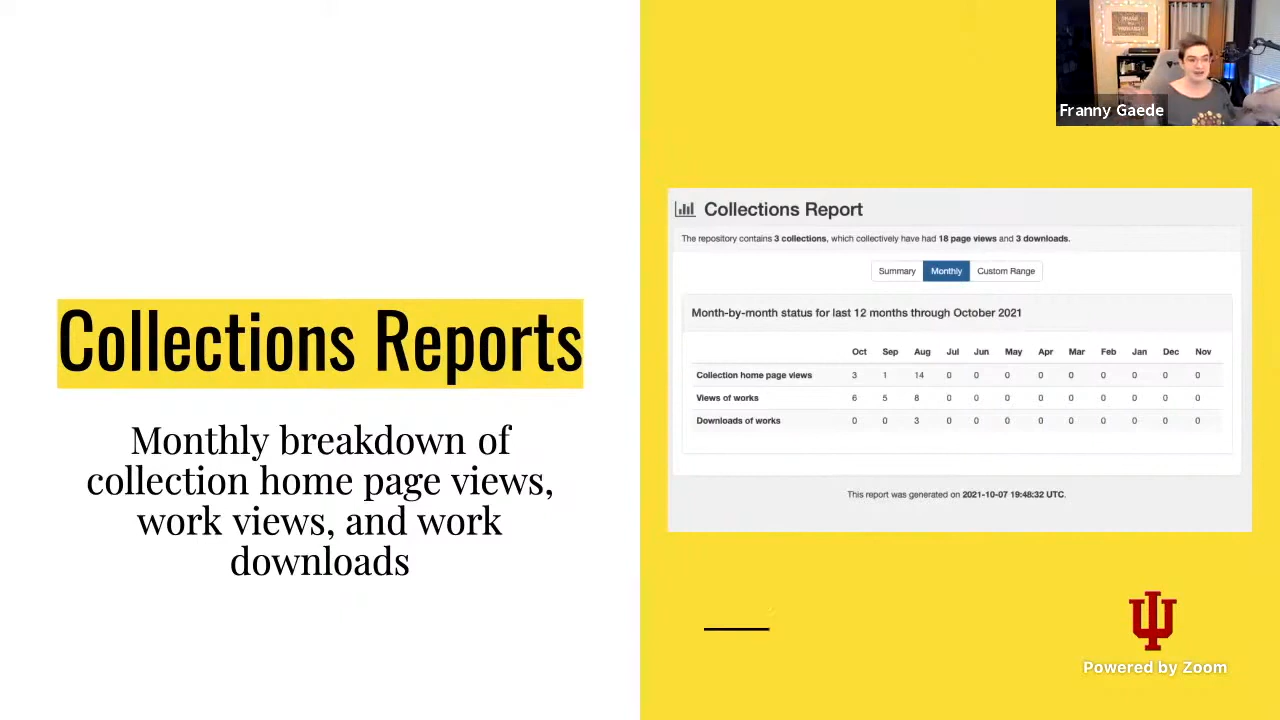 Franny Gaede
Collections Reports
Monthly breakdown of
collection home page views,
work views, and work
downloads
Collections Report
The repository contains 3 collections, which collectively have had 18 page views and 3 downloads.
Summary Monthly Custom Range
Month-by-month status for last 12 months through October 2021
Oct Sep Aug Jul Jun May Apr Mar Feb Jan Dec Nov
Collection home page views 3 1 14 0 0 0 0 0 0 0 0 0
Views of works 6 5 8 0 0 0 0 0 0 0 0 0
Downloads of works 0 0 3 0 0 0 0 0 0 0 0 0
This report was generated on 2021-10-07 19:48:32 UTC.
Powered by Zoom